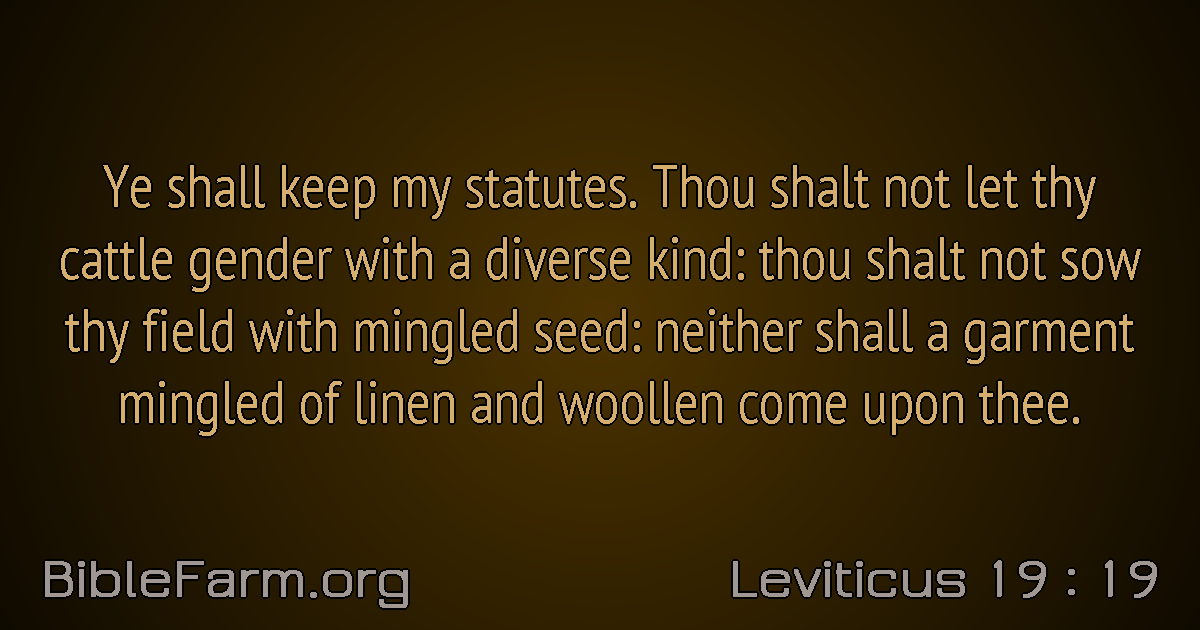 Ye shall keep my statutes. Thou shalt not let thy
cattle gender with a diverse kind: thou shalt not sow
thy field with mingled seed: neither shall a garment
mingled of linen and woollen come upon thee.
BibleFarm.org
Leviticus 19 : 19